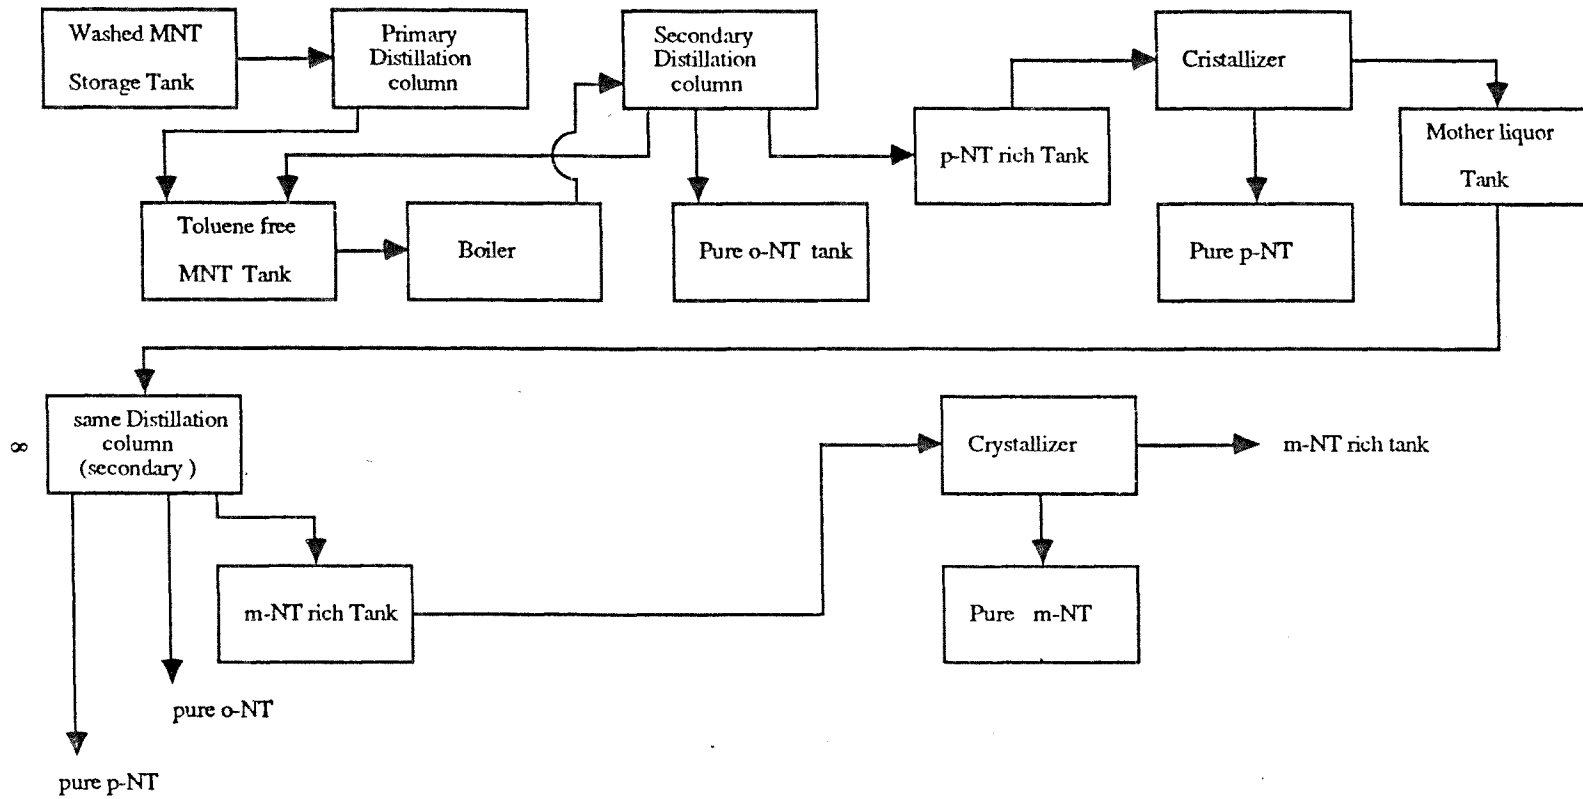 Washed MNT
Storage Tank
Primary
Distillation
column
Secondary
Distillation
column
Cristallizer
p-NT rich Tank
Mother liquor
Tank
Toluene free
MNT Tank
Boiler
Pure o-NT tank
Pure p-NT
same Distillation
column
(secondary )
8
Crystallizer
m-NT rich tank
m-NT rich Tank
Pure m-NT
pure o-NT
pure p-NT